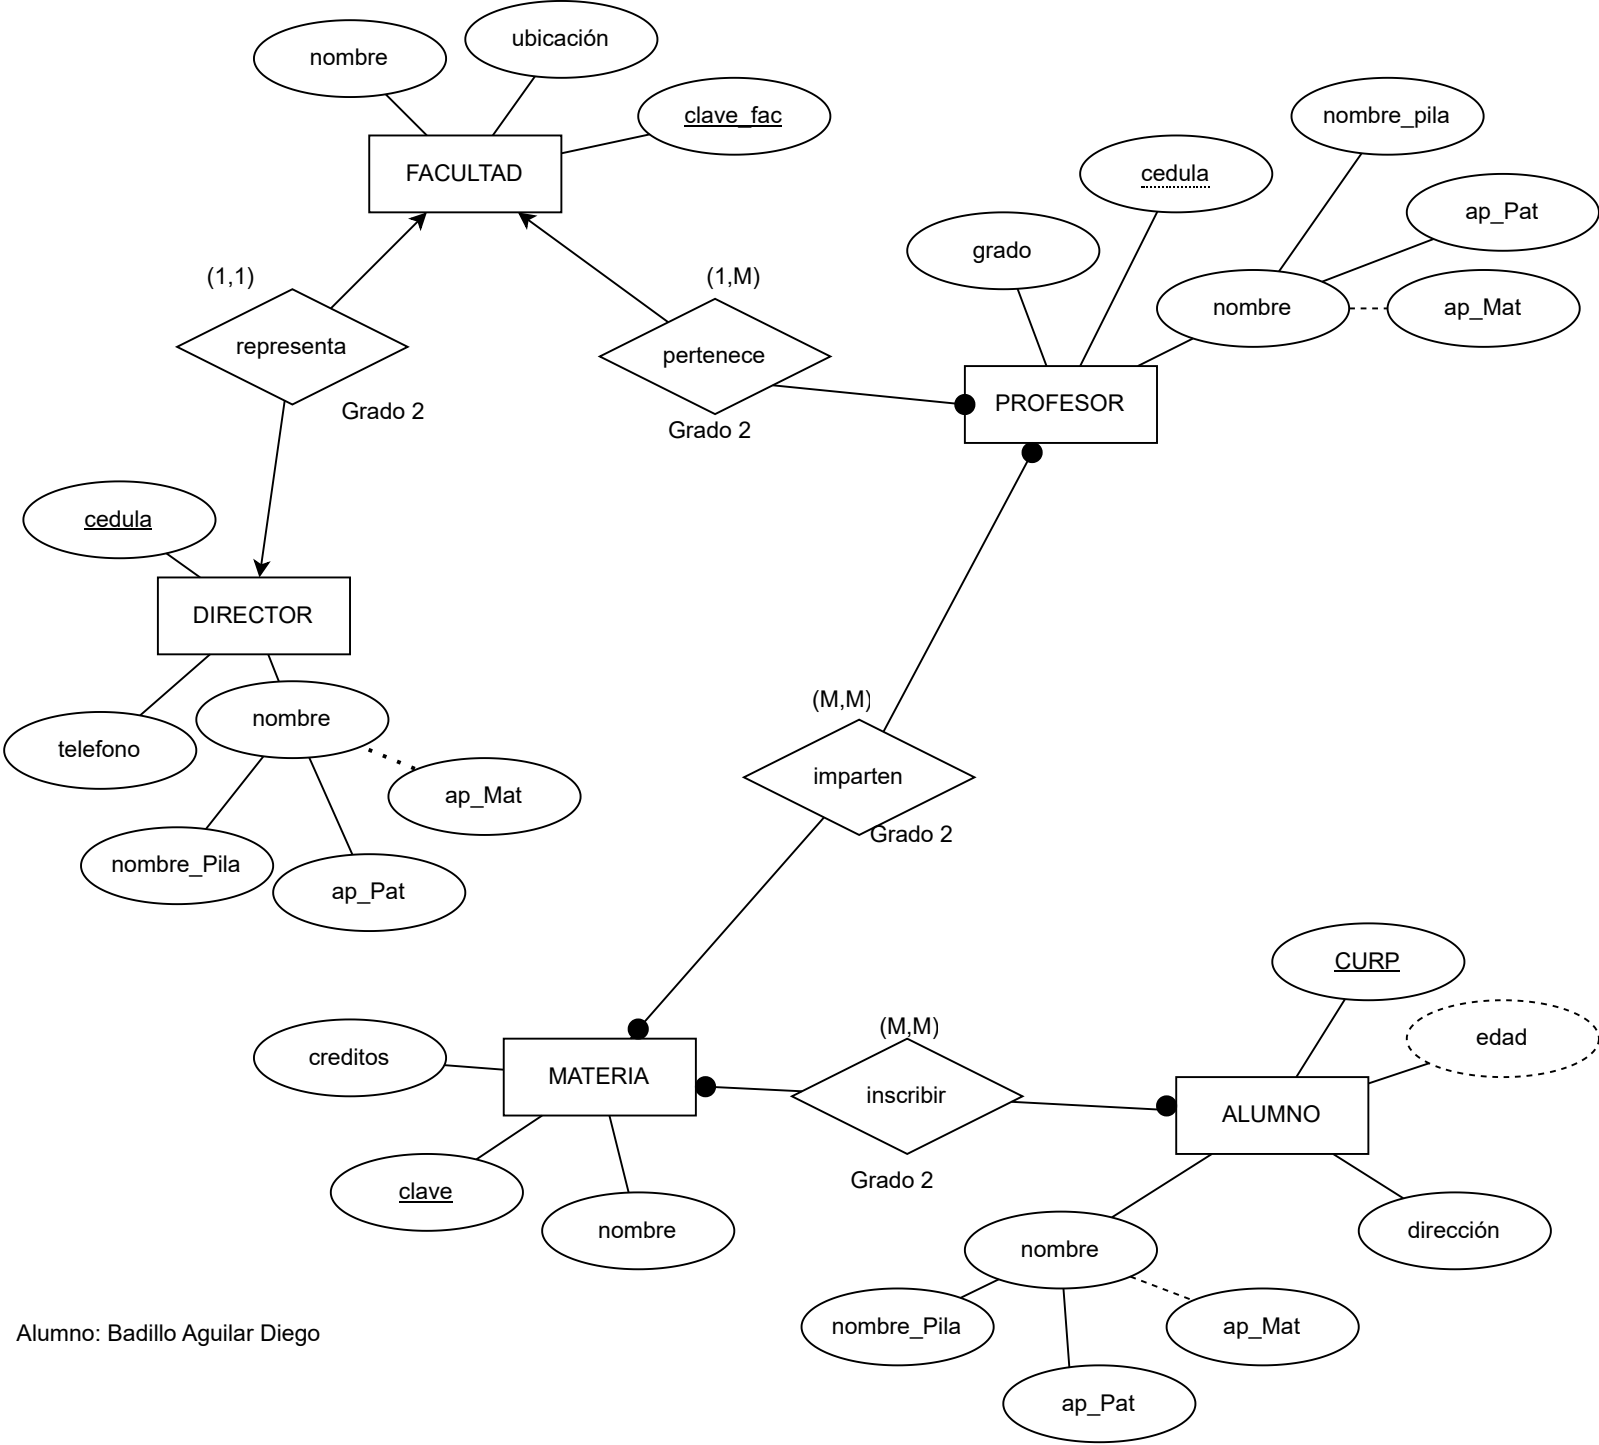 ubicación
nombre
clave_fac
nombre_pila
FACULTAD
cedula
ap_Pat
grado
(1,1)
(1,M)
nombre
ap_Mat
representa
pertenece
PROFESOR
Grado 2
Grado 2
cedula
DIRECTOR
(M,M)
nombre
telefono
imparten
ap_Mat
Grado 2
nombre_Pila
ap_Pat
CURP
(M,M)
edad
creditos
MATERIA
inscribir
ALUMNO
Grado 2
clave
nombre
dirección
nombre
nombre_Pila
ap_Mat
Alumno: Badillo Aguilar Diego
ap_Pat